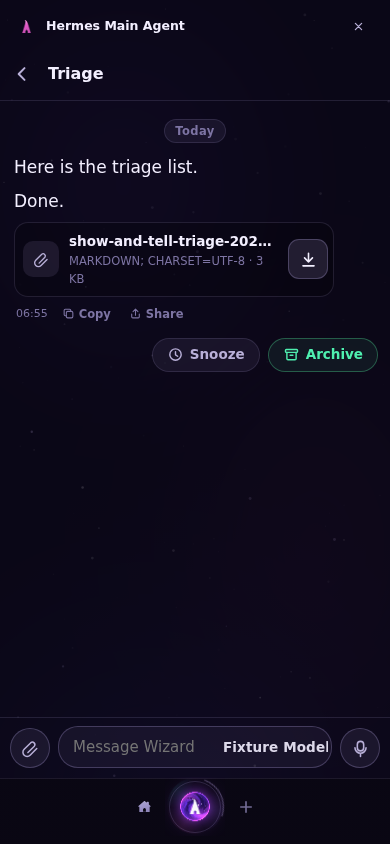 Hermes Main Agent
Triage
Today
Here is the triage list.
Done.
show-and-tell-triage-202...
MARKDOWN; CHARSET=UTF-8 · 3
KB
06:55 Copy Share
Snooze Archive
Message Wizard Fixture Model